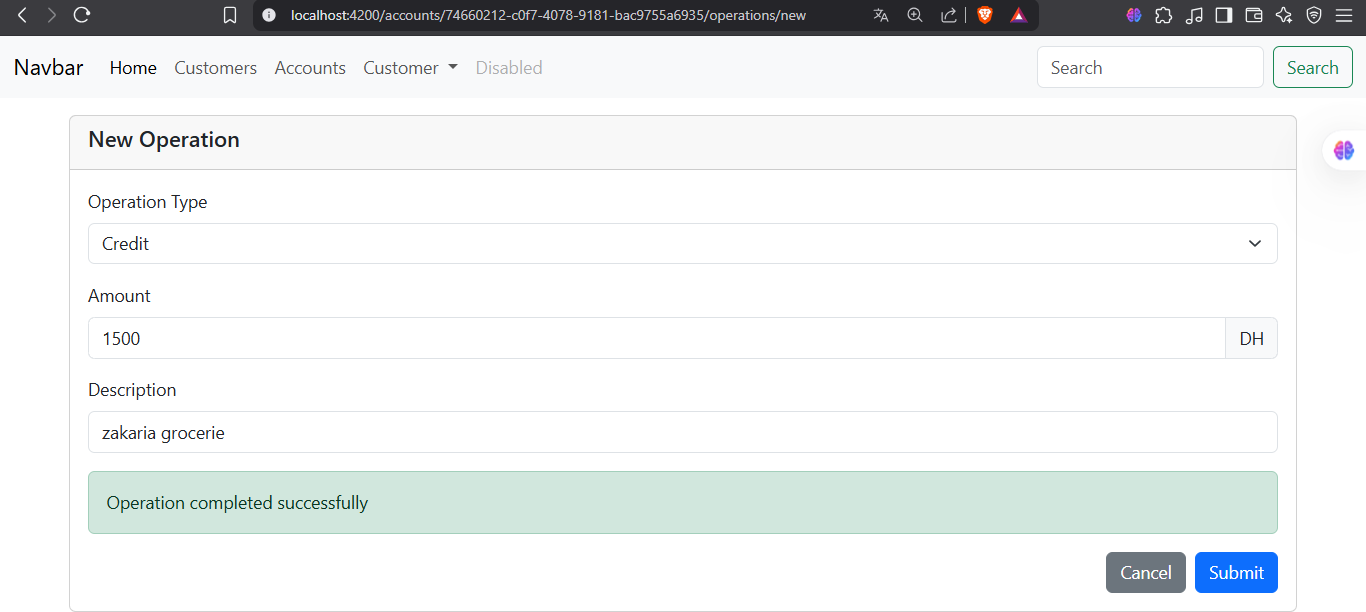 localhost:4200/accounts/74660212-c0f7-4078-9181-bac9755a6935/operations/new
Navbar Home Customers Accounts Customer Disabled Search Search
New Operation
Operation Type
Credit
Amount
1500 DH
Description
zakaria grocerie
Operation completed successfully
Cancel Submit